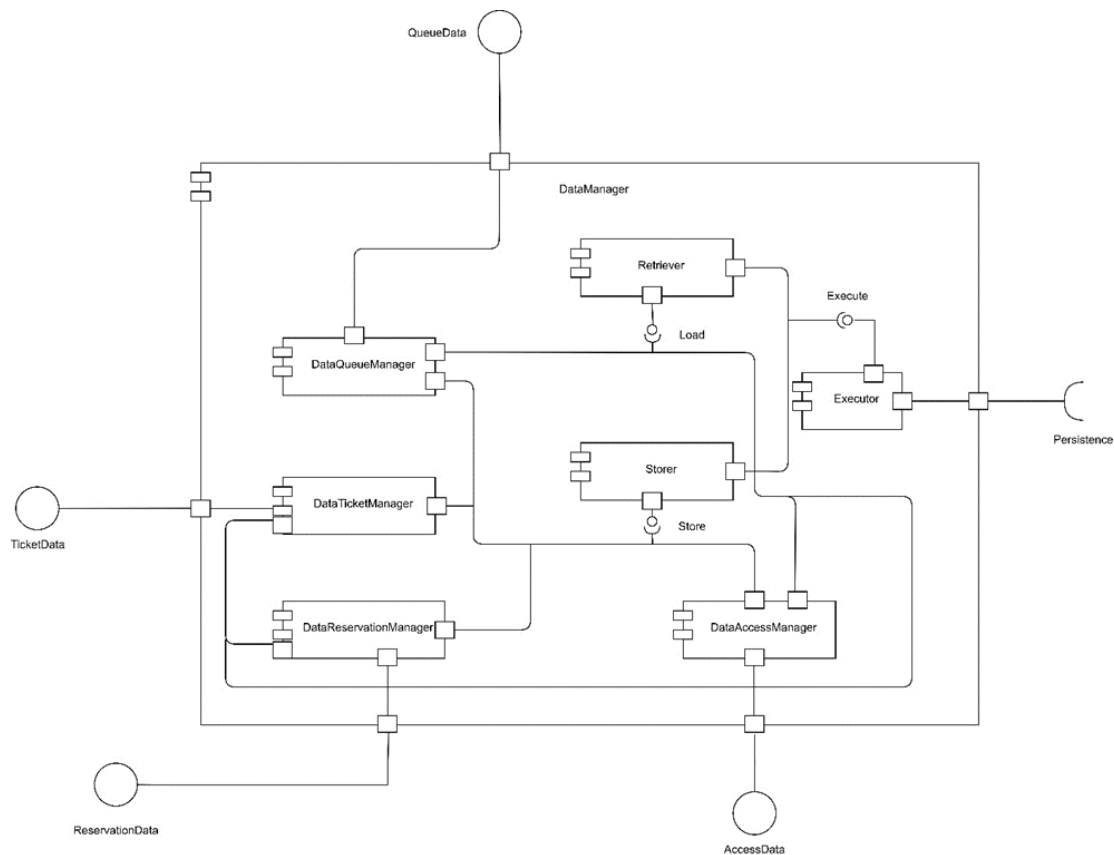 QueueData
DataManager
Retriever
Execute
Load
DataQueueManager
Executor
Persistence
Storer
DataTicketManager
Store
TicketData
DataReservationManager
DataAccessManager
ReservationData
AccessData